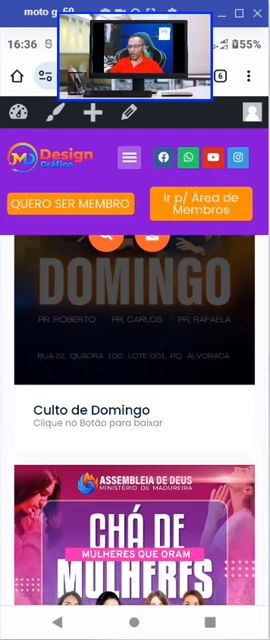 moto g
16:36
6
55%
MD Design
Gráfico
QUERO SER MEMBRO
Ir p/ Área de
Membros
DOMINGO
PR. ROBERTO PR. CARLOS PR. RAFAELA
RUA 22, QUADRA 100, LOTE 001, PQ. ALVORADA
Culto de Domingo
Clique no Botão para baixar
ASSEMBLEIA DE DEUS
MINISTÉRIO DE MADUREIRA
CHÁ DE
MULHERES QUE ORAM
MULHERES